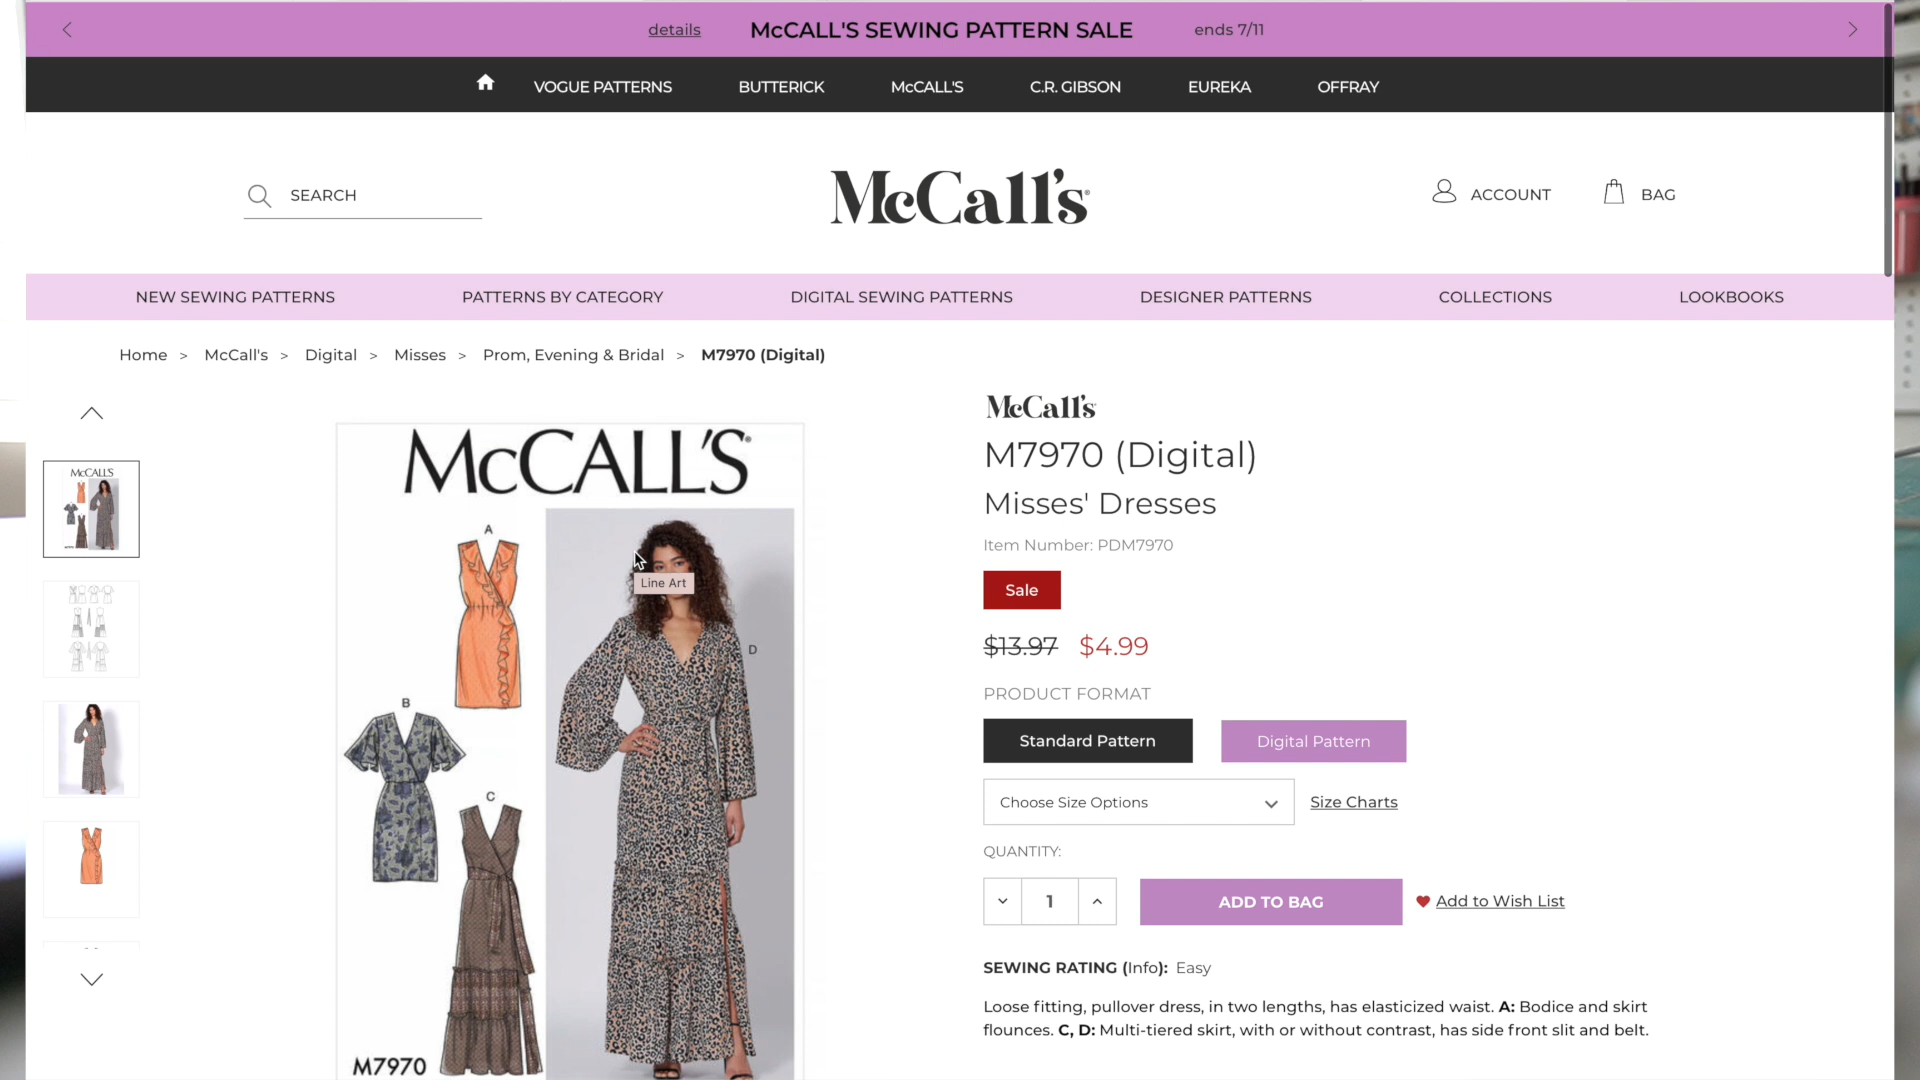 details McCALL'S SEWING PATTERN SALE ends 7/11
VOGUE PATTERNS BUTTERICK McCALL'S C.R. GIBSON EUREKA OFFRAY
SEARCH
McCall's
ACCOUNT BAG
NEW SEWING PATTERNS PATTERNS BY CATEGORY DIGITAL SEWING PATTERNS DESIGNER PATTERNS COLLECTIONS LOOKBOOKS
Home > McCall's > Digital > Misses > Prom, Evening & Bridal > M7970 (Digital)
McCALL'S
McCALL'S
A
Line Art
D
B
C
M7970
McCall's
M7970 (Digital)
Misses' Dresses
Item Number: PDM7970
Sale
$13.97 $4.99
PRODUCT FORMAT
Standard Pattern Digital Pattern
Choose Size Options Size Charts
QUANTITY:
1 ADD TO BAG Add to Wish List
SEWING RATING (Info): Easy
Loose fitting, pullover dress, in two lengths, has elasticized waist. A: Bodice and skirt
flounces. C, D: Multi-tiered skirt, with or without contrast, has side front slit and belt.